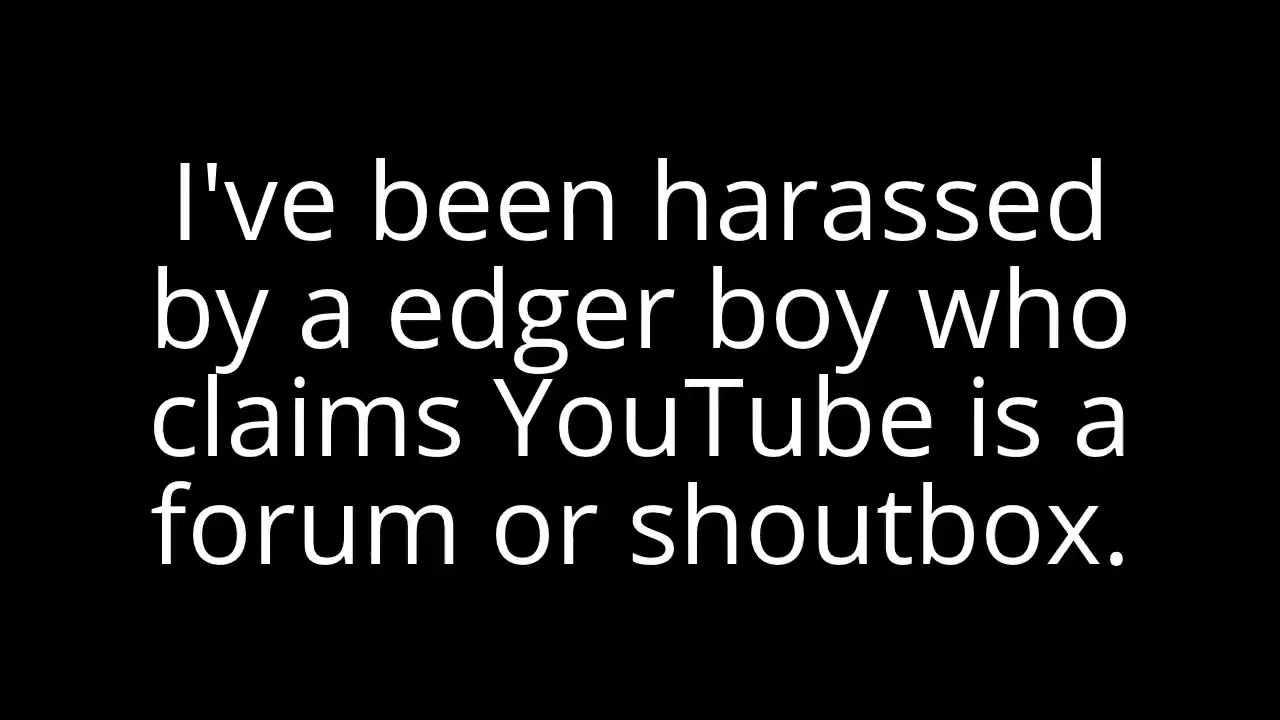 I've been harassed
by a edger boy who
claims YouTube is a
forum or shoutbox.